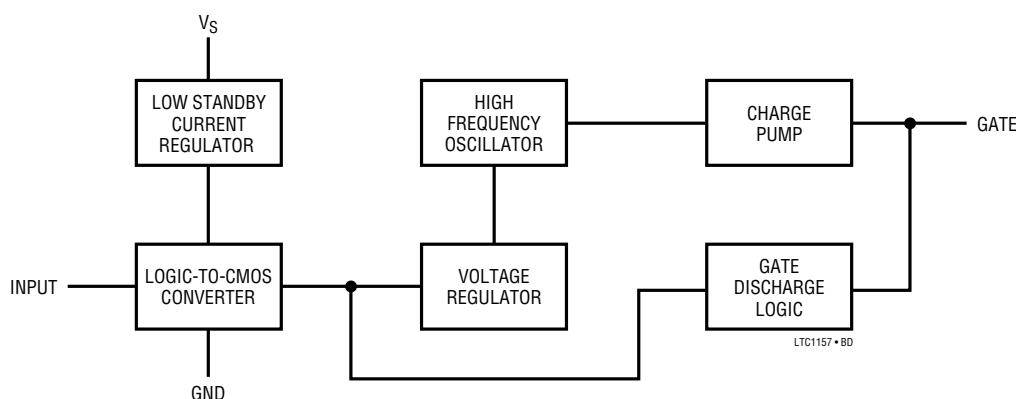 VS
LOW STANDBY
CURRENT
REGULATOR
HIGH
FREQUENCY
OSCILLATOR
CHARGE
PUMP
GATE
INPUT
LOGIC-TO-CMOS
CONVERTER
VOLTAGE
REGULATOR
GATE
DISCHARGE
LOGIC
LTC1157 • BD
GND